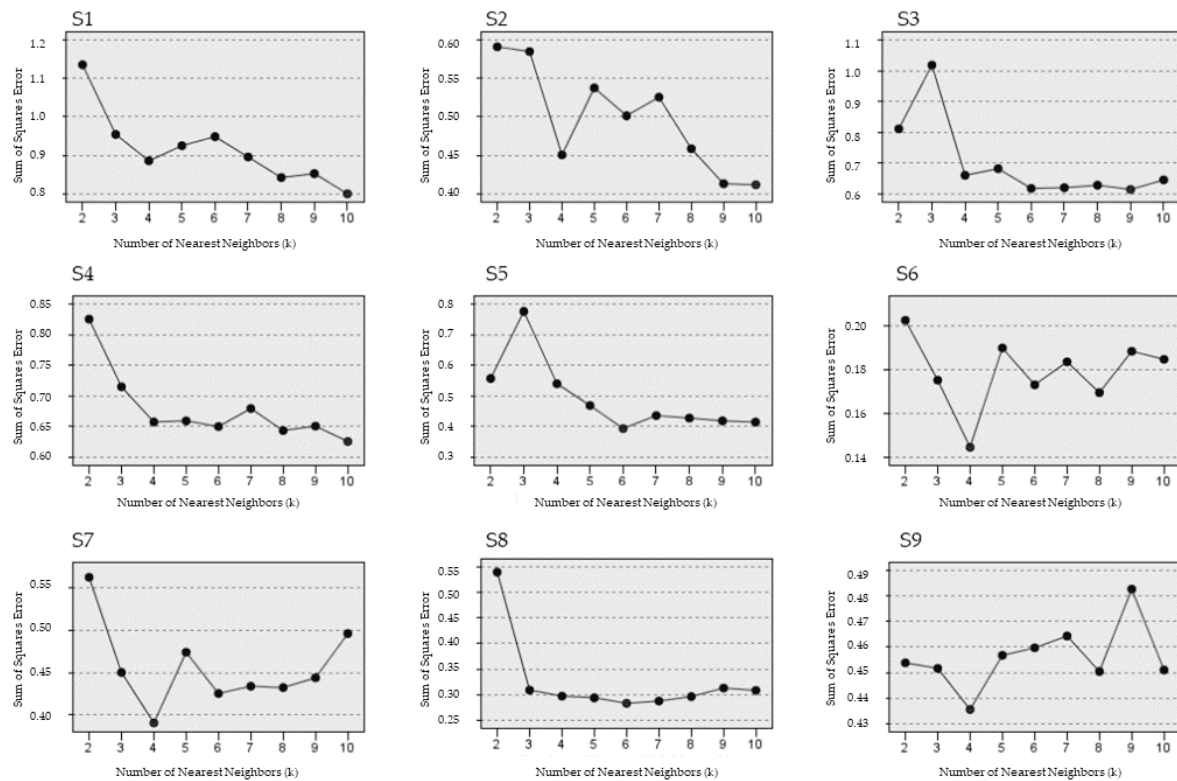 S1
Sum of Squares Error
1.2
1.1
1.0
0.9
0.8
2 3 4 5 6 7 8 9 10
Number of Nearest Neighbors (k)
S2
Sum of Squares Error
0.60
0.55
0.50
0.45
0.40
2 3 4 5 6 7 8 9 10
Number of Nearest Neighbors (k)
S3
Sum of Squares Error
1.1
1.0
0.9
0.8
0.7
0.6
2 3 4 5 6 7 8 9 10
Number of Nearest Neighbors (k)
S4
Sum of Squares Error
0.85
0.80
0.75
0.70
0.65
0.60
2 3 4 5 6 7 8 9 10
Number of Nearest Neighbors (k)
S5
Sum of Squares Error
0.8
0.7
0.6
0.5
0.4
0.3
2 3 4 5 6 7 8 9 10
Number of Nearest Neighbors (k)
S6
Sum of Squares Error
0.20
0.18
0.16
0.14
2 3 4 5 6 7 8 9 10
Number of Nearest Neighbors (k)
S7
Sum of Squares Error
0.55
0.50
0.45
0.40
2 3 4 5 6 7 8 9 10
Number of Nearest Neighbors (k)
S8
Sum of Squares Error
0.55
0.50
0.45
0.40
0.35
0.30
0.25
2 3 4 5 6 7 8 9 10
Number of Nearest Neighbors (k)
S9
Sum of Squares Error
0.49
0.48
0.47
0.46
0.45
0.44
0.43
2 3 4 5 6 7 8 9 10
Number of Nearest Neighbors (k)